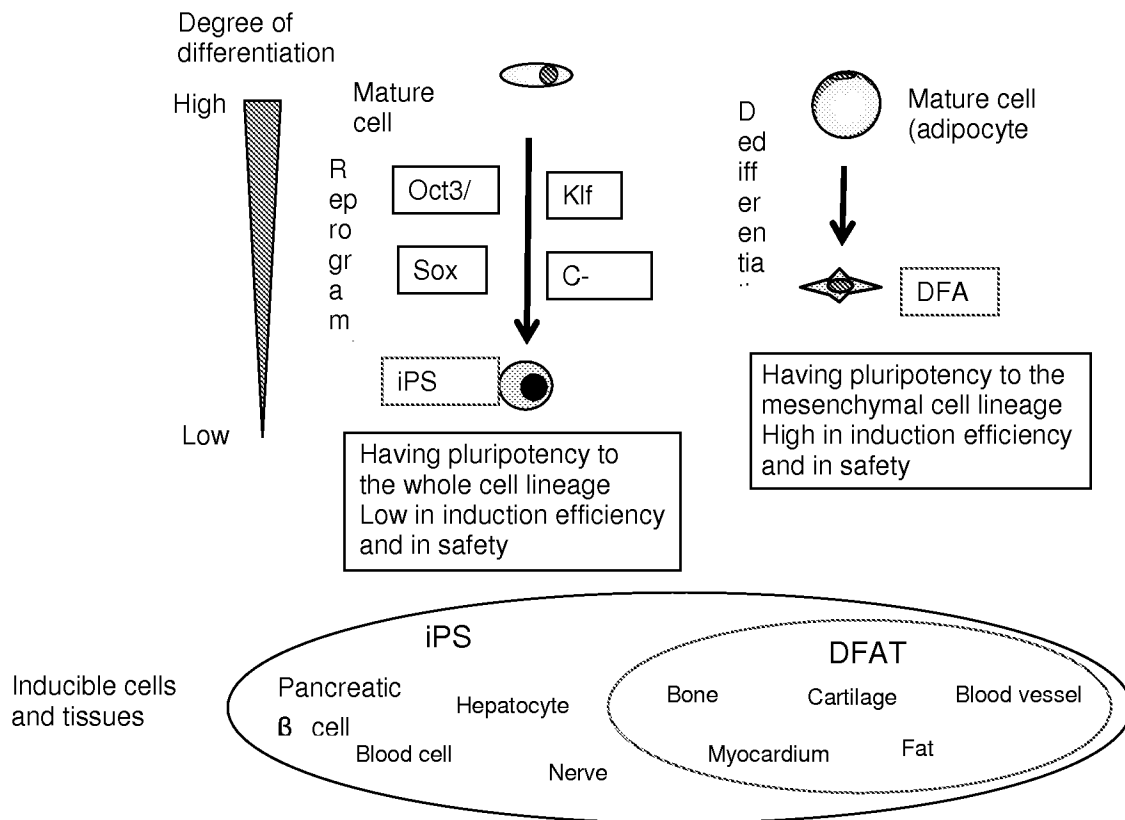 Degree of
differentiation
High
Low
Mature
cell
R
ep
ro
gr
a
m
Oct3/
Klf
Sox
C-
iPS
Having pluripotency to
the whole cell lineage
Low in induction efficiency
and in safety
D
ed
iff
er
en
tia
Mature cell
(adipocyte
DFA
Having pluripotency to the
mesenchymal cell lineage
High in induction efficiency
and in safety
Inducible cells
and tissues
iPS
Pancreatic
ß cell
Hepatocyte
Blood cell
Nerve
DFAT
Bone
Cartilage
Blood vessel
Myocardium
Fat